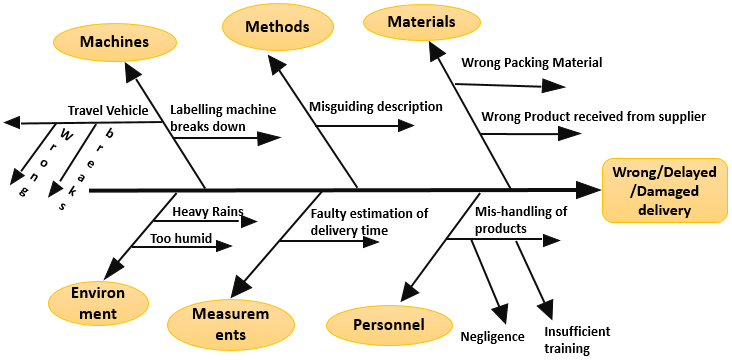 Machines
Methods
Materials
Wrong Packing Material
Travel Vehicle
Labelling machine
breaks down
Misguiding description
Wrong Product received from supplier
Wrong
breaks
Wrong/Delayed
/Damaged
delivery
Heavy Rains
Too humid
Faulty estimation of
delivery time
Mis-handling of
products
Environ
ment
Measurem
ents
Personnel
Negligence
Insufficient
training